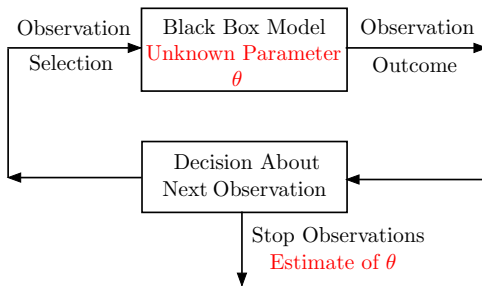 Observation
Selection
Black Box Model
Unknown Parameter
θ
Observation
Outcome
Decision About
Next Observation
Stop Observations
Estimate of θ